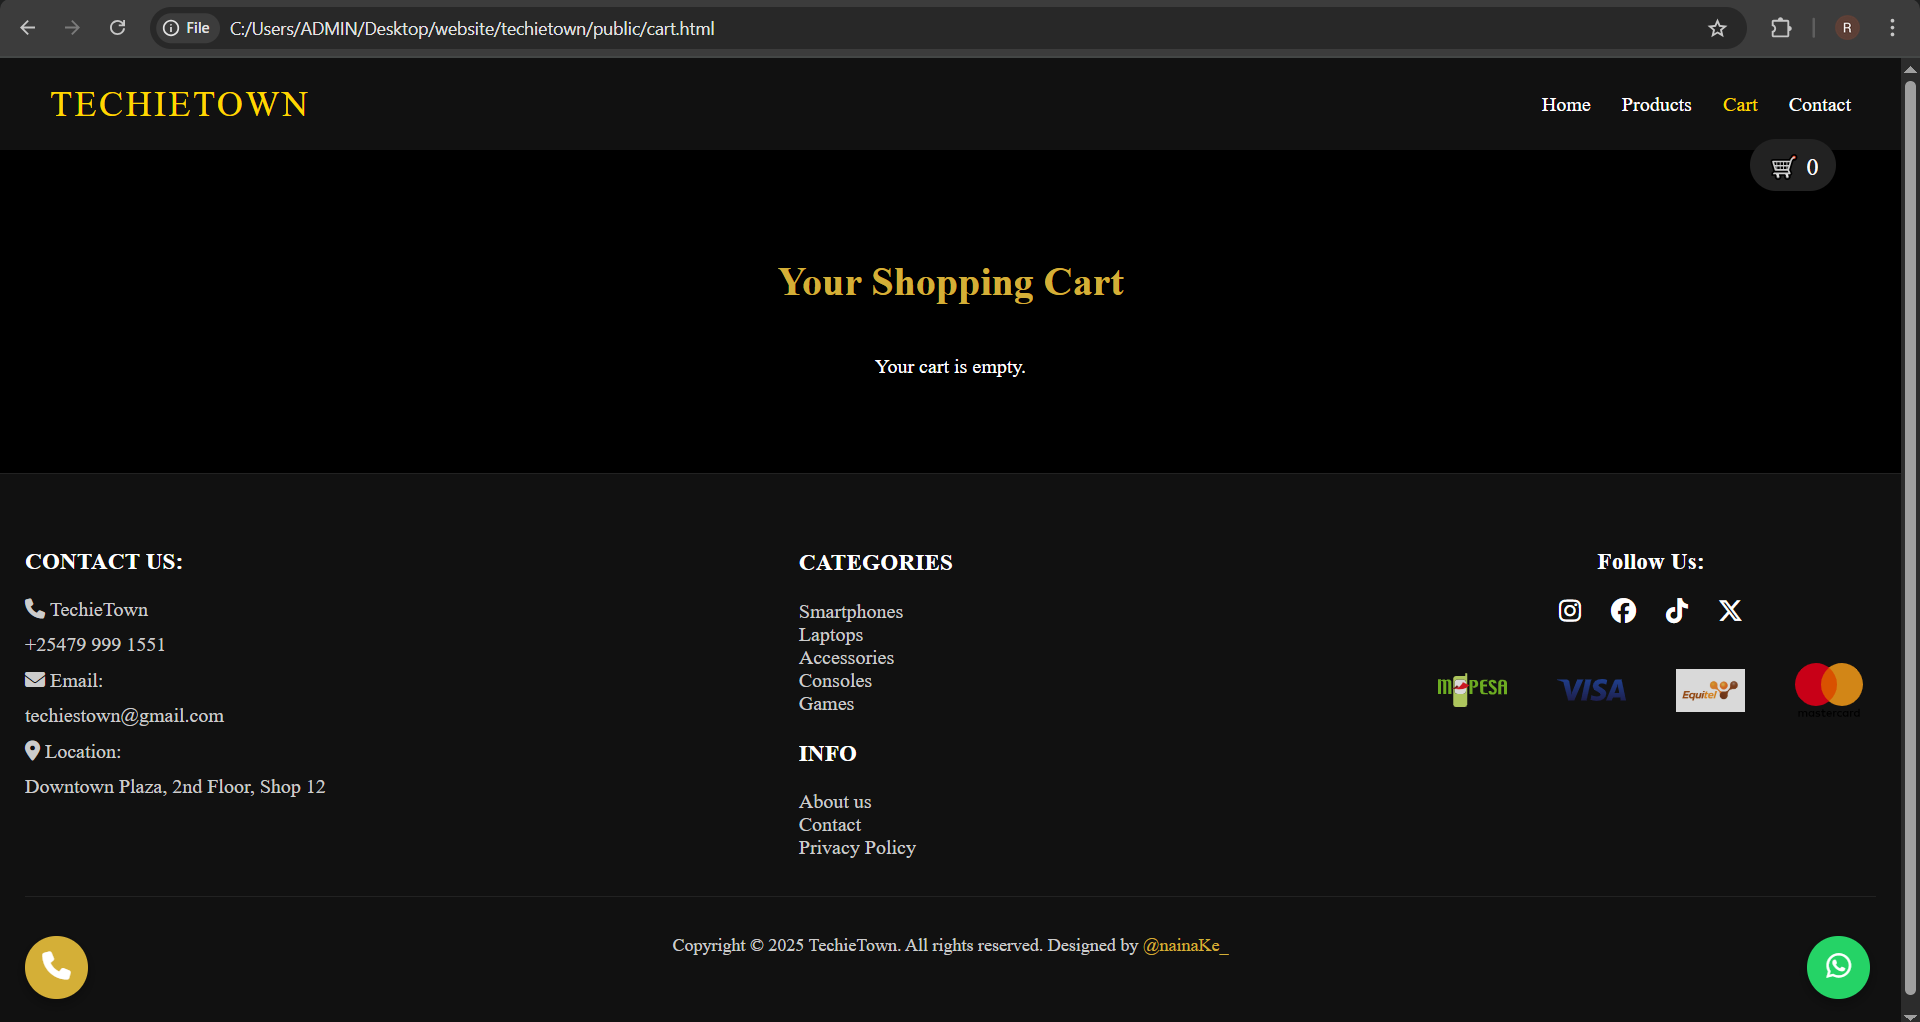 File C:/Users/ADMIN/Desktop/website/techietown/public/cart.html
R
TECHIETOWN
Home Products Cart Contact
0
Your Shopping Cart
Your cart is empty.
CONTACT US:
TechieTown
+25479 999 1551
Email:
techiestown@gmail.com
Location:
Downtown Plaza, 2nd Floor, Shop 12
CATEGORIES
Smartphones
Laptops
Accessories
Consoles
Games
INFO
About us
Contact
Privacy Policy
Follow Us:
M-PESA VISA Equitel mastercard
Copyright © 2025 TechieTown. All rights reserved. Designed by @nainaKe_